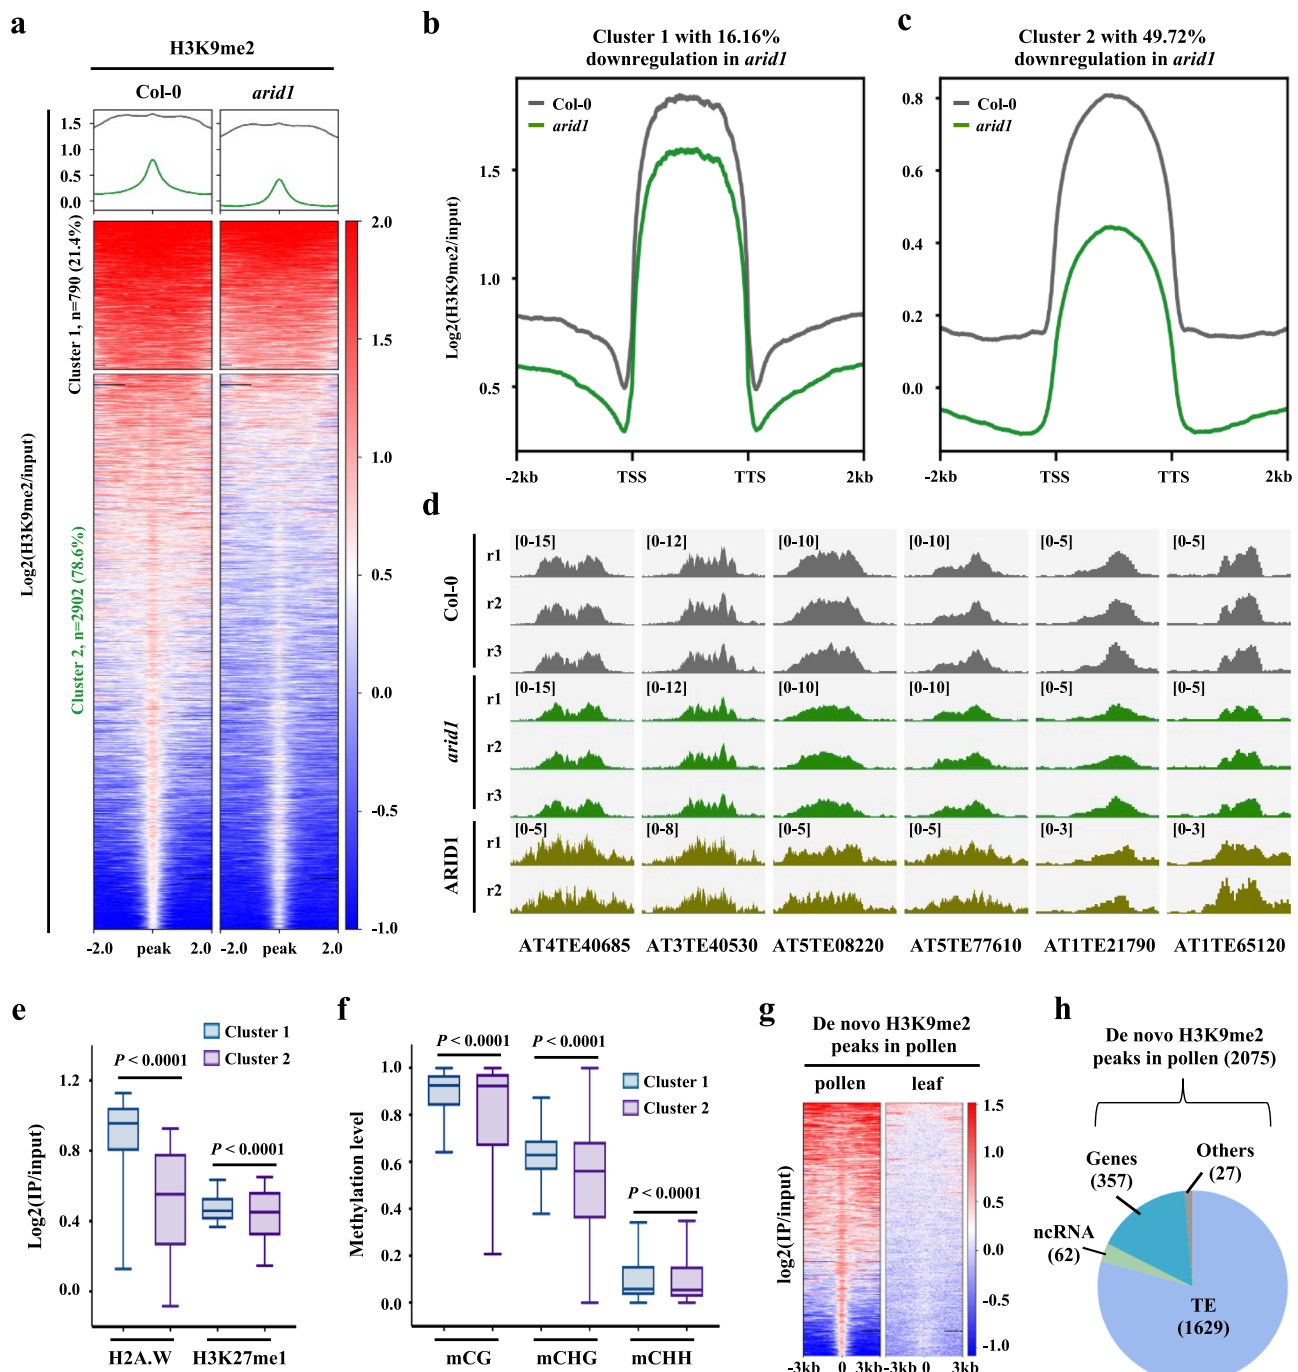 a
H3K9me2
Col-0
arid1
1.5
1.0
0.5
0.0
Log2(H3K9me2/input)
Cluster 1, n=790 (21.4%)
Cluster 2, n=2902 (78.6%)
2.0
1.5
1.0
0.5
0.0
-0.5
-1.0
-2.0 peak 2.0
-2.0 peak 2.0
b
Cluster 1 with 16.16%
downregulation in arid1
Col-0
arid1
Log2(H3K9me2/input)
1.5
1.0
0.5
-2kb TSS TTS 2kb
c
Cluster 2 with 49.72%
downregulation in arid1
Col-0
arid1
0.8
0.6
0.4
0.2
0.0
-2kb TSS TTS 2kb
d
Col-0
r1 [0-15] [0-12] [0-10] [0-10] [0-5] [0-5]
r2
r3
arid1
r1 [0-15] [0-12] [0-10] [0-10] [0-5] [0-5]
r2
r3
ARID1
r1 [0-5] [0-8] [0-5] [0-5] [0-3] [0-3]
r2
AT4TE40685 AT3TE40530 AT5TE08220 AT5TE77610 AT1TE21790 AT1TE65120
e
Cluster 1
Cluster 2
P < 0.0001
P < 0.0001
Log2(IP/input)
1.2
0.8
0.4
0.0
H2A.W H3K27me1
f
P < 0.0001
P < 0.0001
Cluster 1
Cluster 2
P < 0.0001
Methylation level
1.0
0.8
0.6
0.4
0.2
0.0
mCG mCHG mCHH
g
De novo H3K9me2
peaks in pollen
pollen leaf
log2(IP/input)
1.5
1.0
0.5
0.0
-0.5
-1.0
-3kb 0 3kb
-3kb 0 3kb
h
De novo H3K9me2
peaks in pollen (2075)
Genes
(357)
Others
(27)
ncRNA
(62)
TE
(1629)